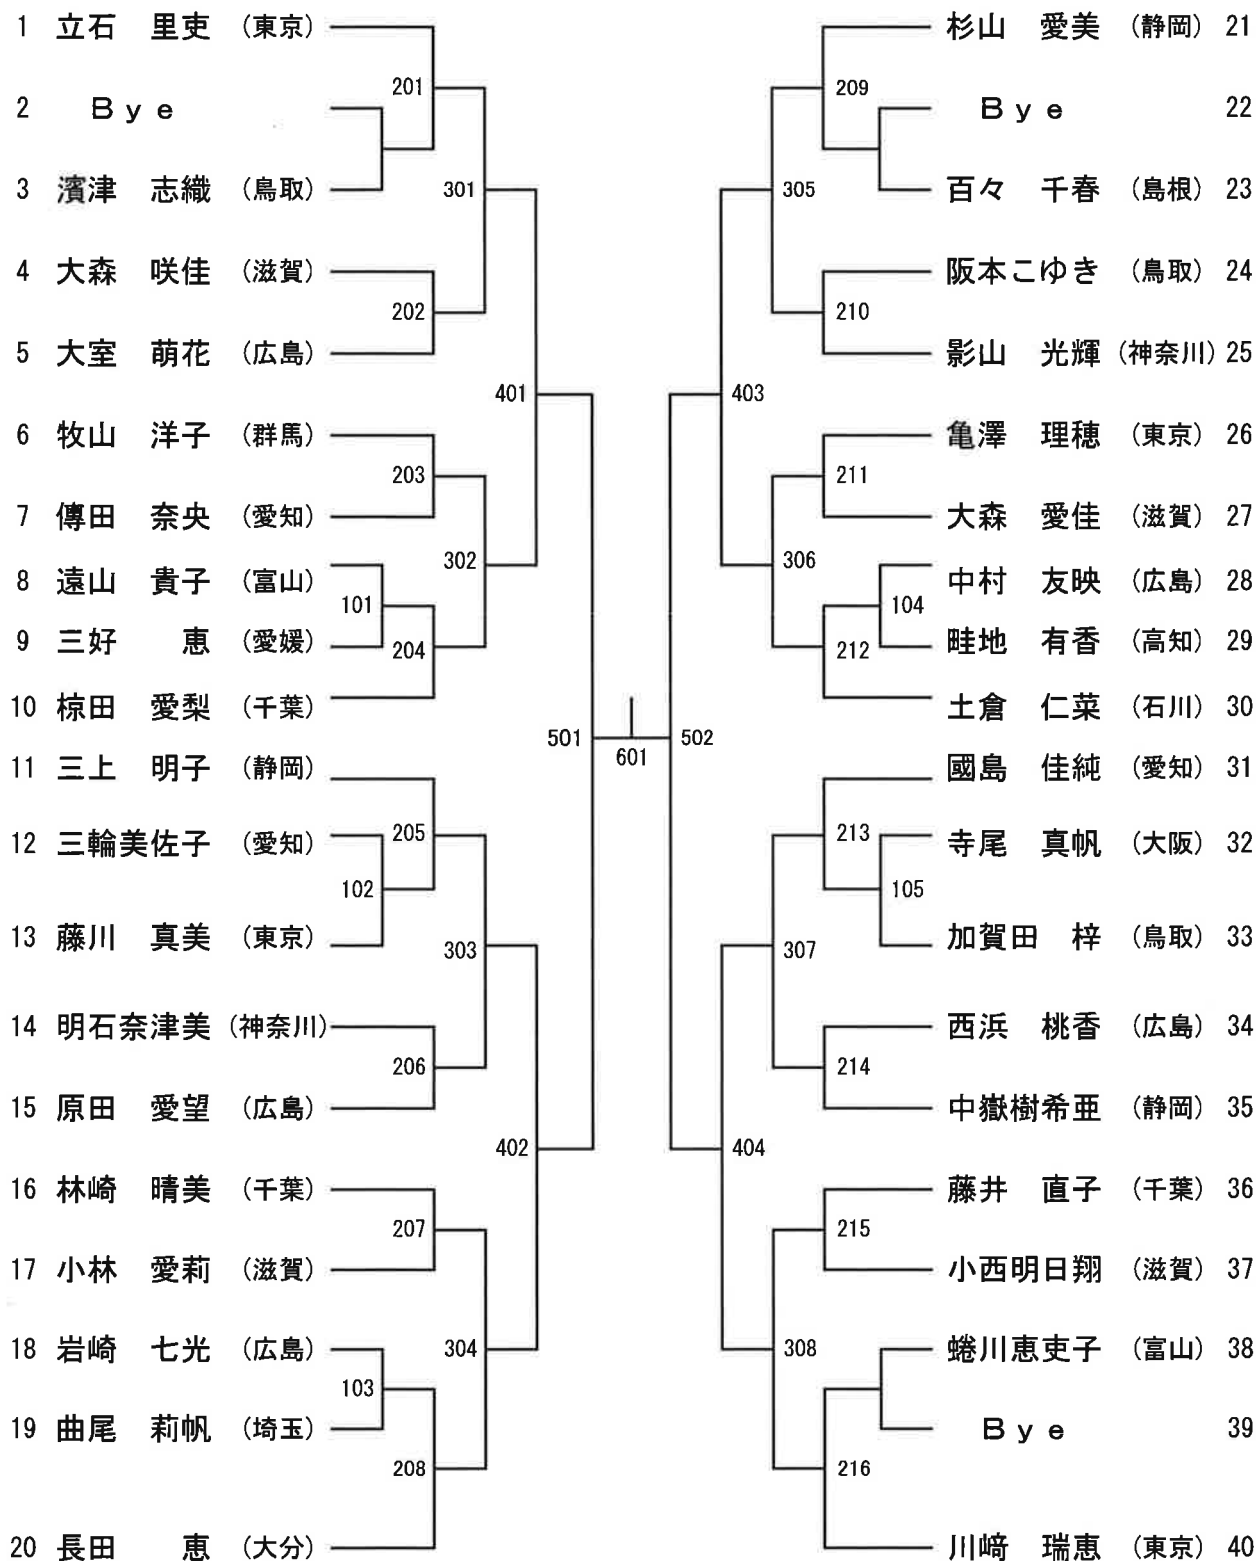 1 立石 里吏 (東京)
201
2 Bye
3 濱津 志織 (鳥取)
301
4 大森 咲佳 (滋賀)
202
5 大室 萌花 (広島)
401
6 牧山 洋子 (群馬)
203
7 傳田 奈央 (愛知)
302
8 遠山 貴子 (富山)
101
9 三好 恵 (愛媛)
204
10 椋田 愛梨 (千葉)
501
11 三上 明子 (静岡)
205
12 三輪美佐子 (愛知)
102
13 藤川 真美 (東京)
303
14 明石奈津美 (神奈川)
206
15 原田 愛望 (広島)
402
16 林崎 晴美 (千葉)
207
17 小林 愛莉 (滋賀)
18 岩崎 七光 (広島)
304
103
19 曲尾 莉帆 (埼玉)
208
20 長田 恵 (大分)
601
杉山 愛美 (静岡) 21
209
Bye 22
305
百々 千春 (島根) 23
阪本こゆき (鳥取) 24
210
影山 光輝 (神奈川) 25
403
亀澤 理穂 (東京) 26
211
大森 愛佳 (滋賀) 27
306
中村 友映 (広島) 28
104
畦地 有香 (高知) 29
212
土倉 仁菜 (石川) 30
502
國島 佳純 (愛知) 31
213
寺尾 真帆 (大阪) 32
105
加賀田 梓 (鳥取) 33
307
西浜 桃香 (広島) 34
214
中嶽樹希亜 (静岡) 35
404
藤井 直子 (千葉) 36
215
小西明日翔 (滋賀) 37
308
蜷川恵吏子 (富山) 38
Bye 39
216
川﨑 瑞恵 (東京) 40